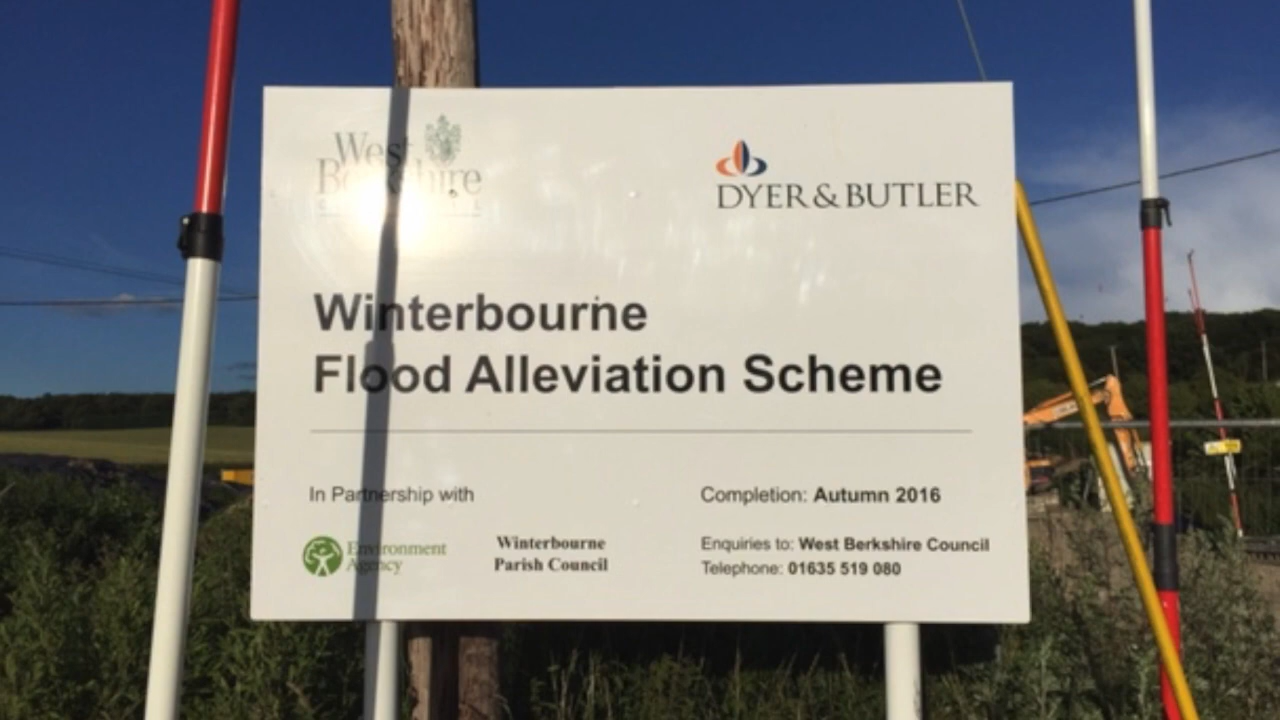 West
Berkshire
COUNCIL
DYER & BUTLER
Winterbourne
Flood Alleviation Scheme
In Partnership with
Environment
Agency
Winterbourne
Parish Council
Completion: Autumn 2016
Enquiries to: West Berkshire Council
Telephone: 01635 519 080